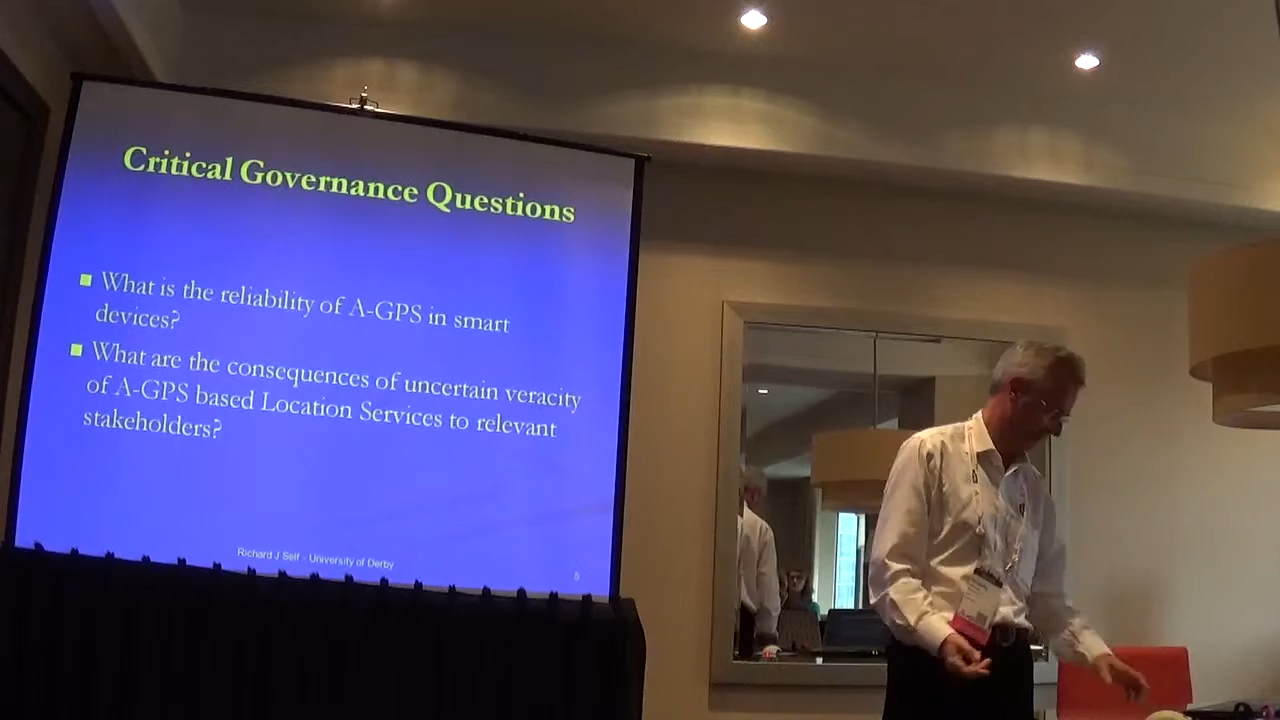 Critical Governance Questions
What is the reliability of A-GPS in smart
devices?
What are the consequences of uncertain veracity
of A-GPS based Location Services to relevant
stakeholders?
Richard J Self - University of Derby
5